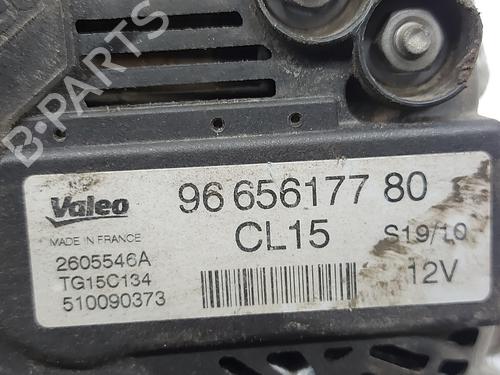 B-PARTS
Valeo
96 656177 80
MADE IN FRANCE
CL15
S19/10
2605546A
TG15C134
12V
510090373